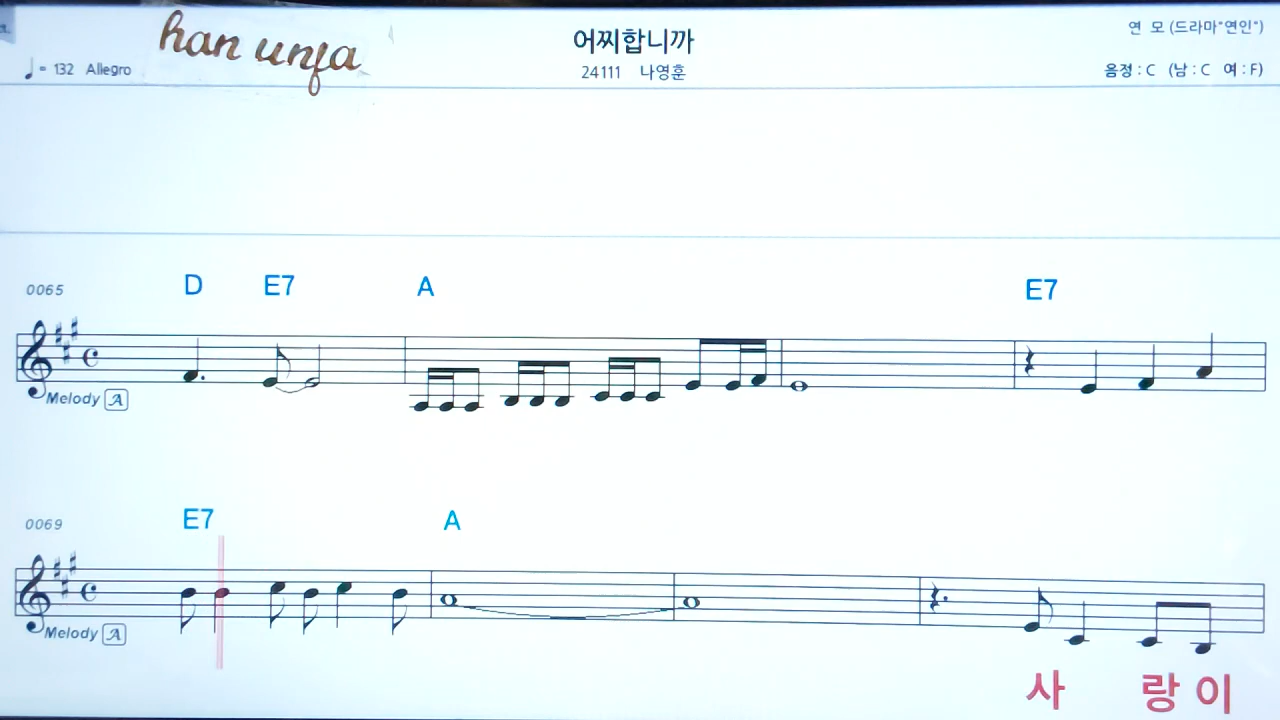 han unfa
어찌합니까
연 모 (드라마"연인")
♩= 132 Allegro
24111 나영훈
음정 : C (남 : C 여 : F)
0065
D E7 A E7
Melody A
0069
E7 A
Melody A
사 랑 이